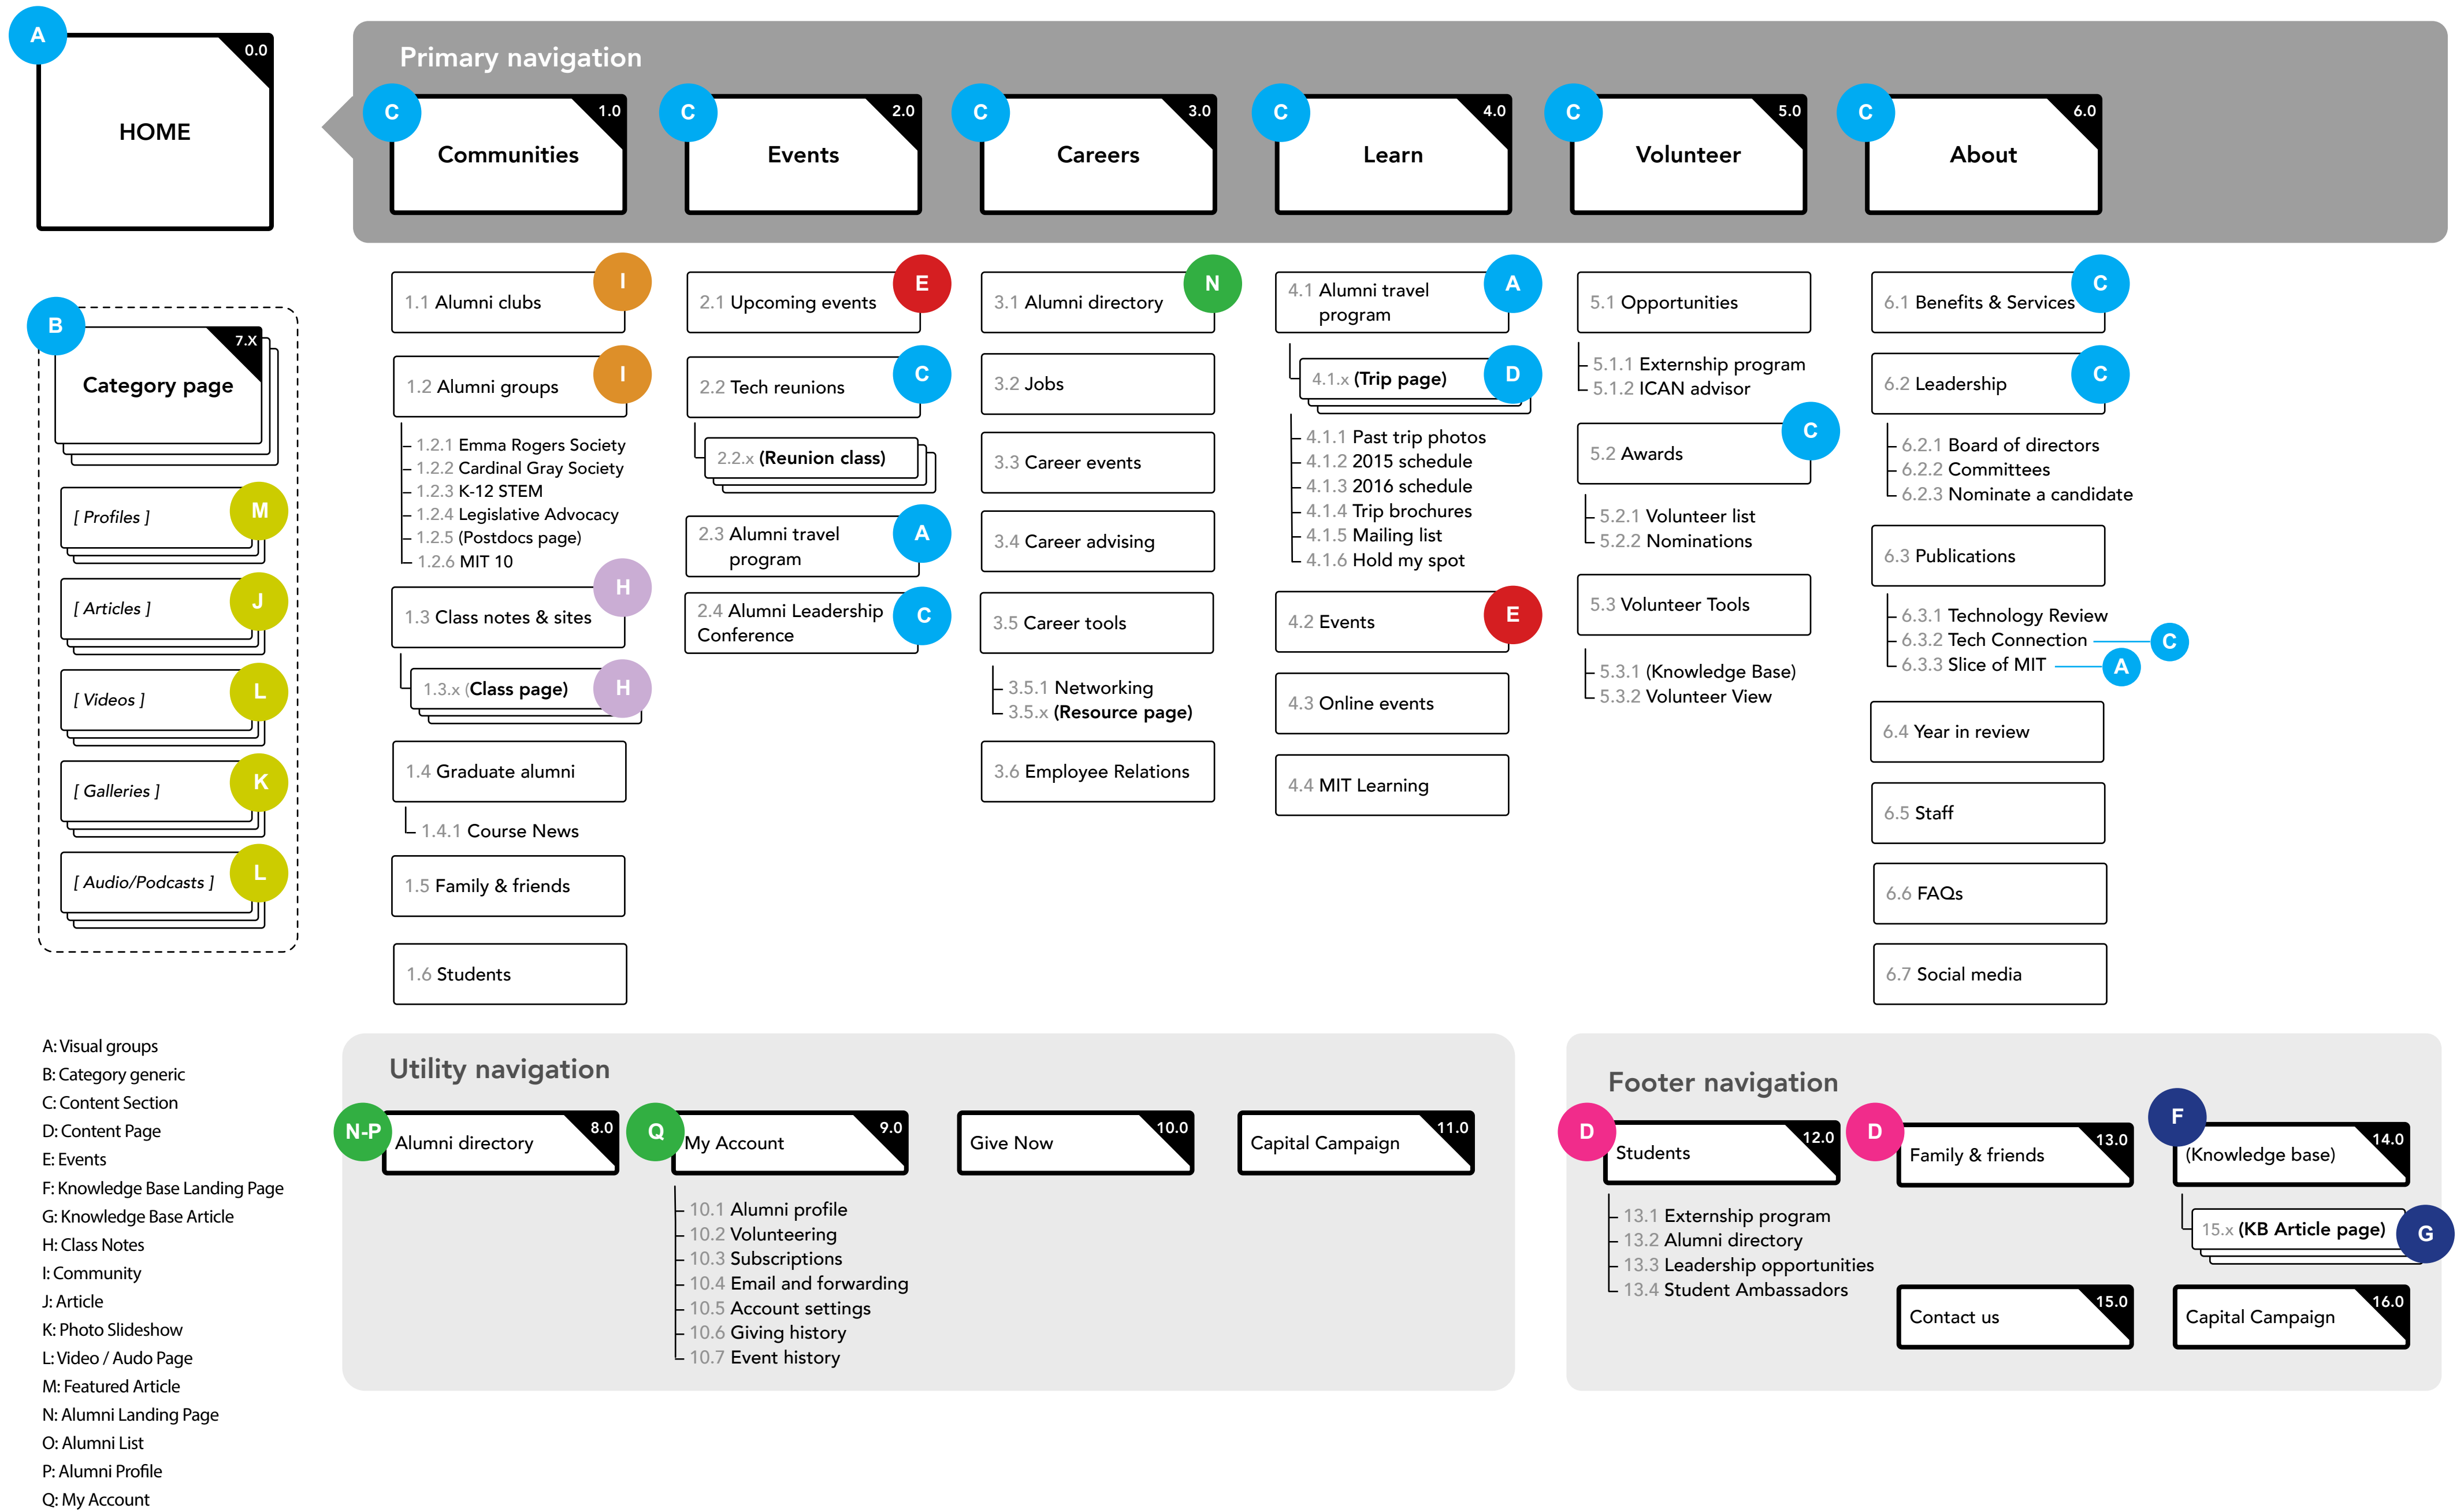 A
0.0
HOME
Primary navigation
C
1.0
Communities
C
2.0
Events
C
3.0
Careers
C
4.0
Learn
C
5.0
Volunteer
C
6.0
About
B
7.X
Category page
[ Profiles ]
M
[ Articles ]
J
[ Videos ]
L
[ Galleries ]
K
[ Audio/Podcasts ]
L
1.1 Alumni clubs
I
1.2 Alumni groups
I
1.2.1 Emma Rogers Society
1.2.2 Cardinal Gray Society
1.2.3 K-12 STEM
1.2.4 Legislative Advocacy
1.2.5 (Postdocs page)
1.2.6 MIT 10
1.3 Class notes & sites
H
1.3.x (Class page)
H
1.4 Graduate alumni
1.4.1 Course News
1.5 Family & friends
1.6 Students
2.1 Upcoming events
E
2.2 Tech reunions
C
2.2.x (Reunion class)
2.3 Alumni travel
program
A
2.4 Alumni Leadership
Conference
C
3.1 Alumni directory
N
3.2 Jobs
3.3 Career events
3.4 Career advising
3.5 Career tools
3.5.1 Networking
3.5.x (Resource page)
3.6 Employee Relations
4.1 Alumni travel
program
A
4.1.x (Trip page)
D
4.1.1 Past trip photos
4.1.2 2015 schedule
4.1.3 2016 schedule
4.1.4 Trip brochures
4.1.5 Mailing list
4.1.6 Hold my spot
4.2 Events
E
4.3 Online events
4.4 MIT Learning
5.1 Opportunities
5.1.1 Externship program
5.1.2 ICAN advisor
5.2 Awards
C
5.2.1 Volunteer list
5.2.2 Nominations
5.3 Volunteer Tools
5.3.1 (Knowledge Base)
5.3.2 Volunteer View
6.1 Benefits & Services
C
6.2 Leadership
C
6.2.1 Board of directors
6.2.2 Committees
6.2.3 Nominate a candidate
6.3 Publications
6.3.1 Technology Review
6.3.2 Tech Connection
C
6.3.3 Slice of MIT
A
6.4 Year in review
6.5 Staff
6.6 FAQs
6.7 Social media
A: Visual groups
B: Category generic
C: Content Section
D: Content Page
E: Events
F: Knowledge Base Landing Page
G: Knowledge Base Article
H: Class Notes
I: Community
J: Article
K: Photo Slideshow
L: Video / Audo Page
M: Featured Article
N: Alumni Landing Page
O: Alumni List
P: Alumni Profile
Q: My Account
Utility navigation
N-P
Alumni directory
8.0
Q
My Account
9.0
Give Now
10.0
Capital Campaign
11.0
10.1 Alumni profile
10.2 Volunteering
10.3 Subscriptions
10.4 Email and forwarding
10.5 Account settings
10.6 Giving history
10.7 Event history
Footer navigation
D
Students
12.0
D
Family & friends
13.0
F
(Knowledge base)
14.0
13.1 Externship program
13.2 Alumni directory
13.3 Leadership opportunities
13.4 Student Ambassadors
15.x (KB Article page)
G
Contact us
15.0
Capital Campaign
16.0